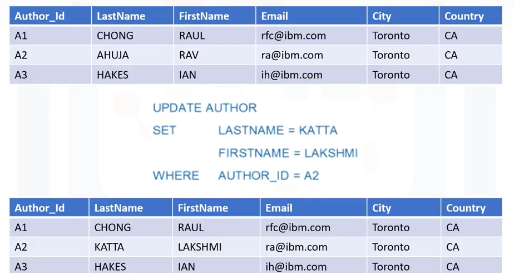 Author_Id LastName FirstName Email City Country
A1 CHONG RAUL rfc@ibm.com Toronto CA
A2 AHUJA RAV ra@ibm.com Toronto CA
A3 HAKES IAN ih@ibm.com Toronto CA
UPDATE AUTHOR
SET LASTNAME = KATTA
FIRSTNAME = LAKSHMI
WHERE AUTHOR_ID = A2
Author_Id LastName FirstName Email City Country
A1 CHONG RAUL rfc@ibm.com Toronto CA
A2 KATTA LAKSHMI ra@ibm.com Toronto CA
A3 HAKES IAN ih@ibm.com Toronto CA